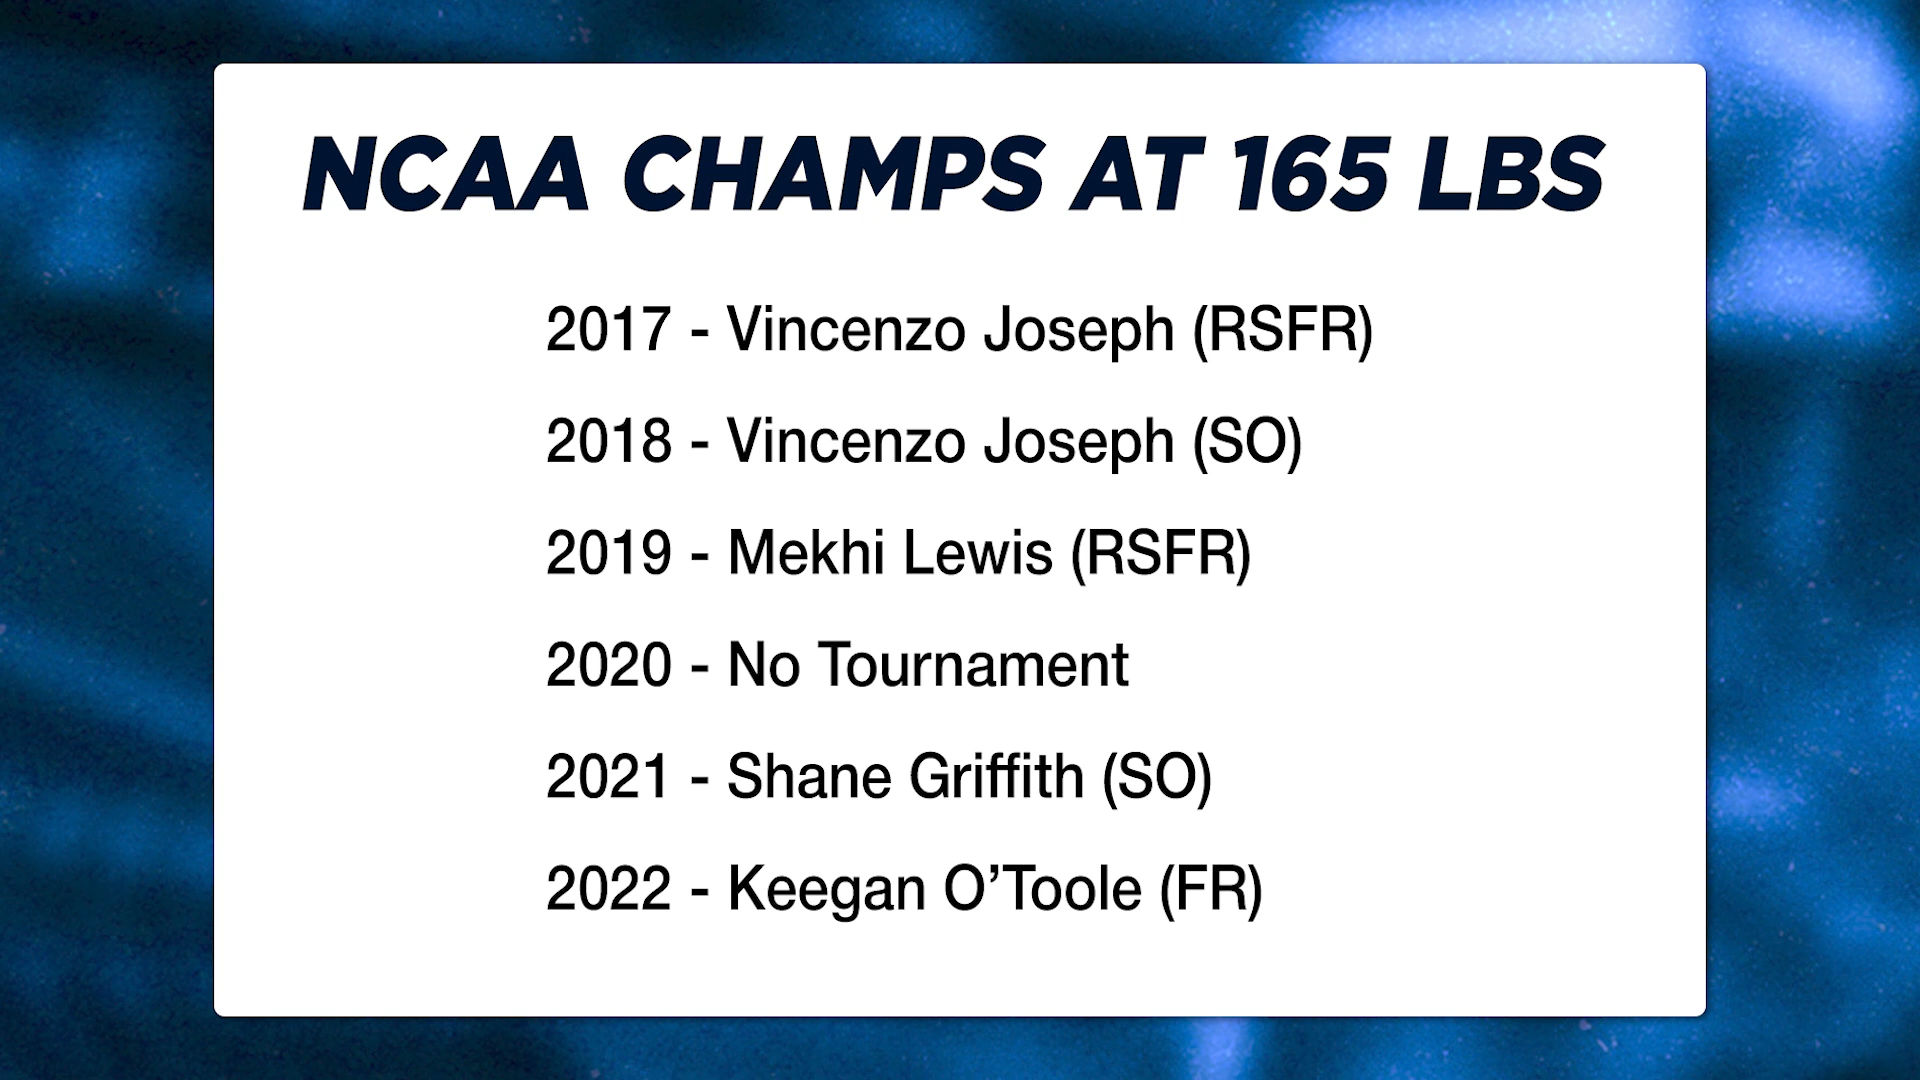 NCAA CHAMPS AT 165 LBS
2017 - Vincenzo Joseph (RSFR)
2018 - Vincenzo Joseph (SO)
2019 - Mekhi Lewis (RSFR)
2020 - No Tournament
2021 - Shane Griffith (SO)
2022 - Keegan O’Toole (FR)